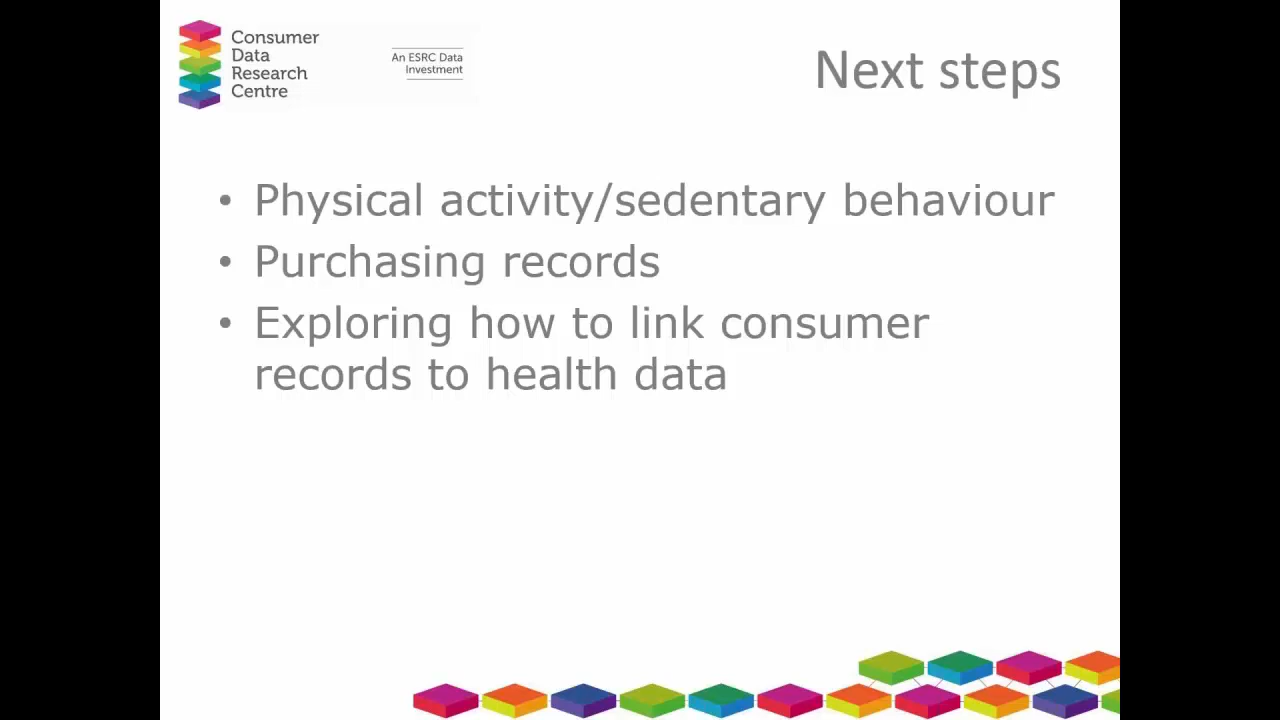 Consumer
Data
Research
Centre
An ESRC Data
Investment
Next steps
• Physical activity/sedentary behaviour
• Purchasing records
• Exploring how to link consumer
records to health data